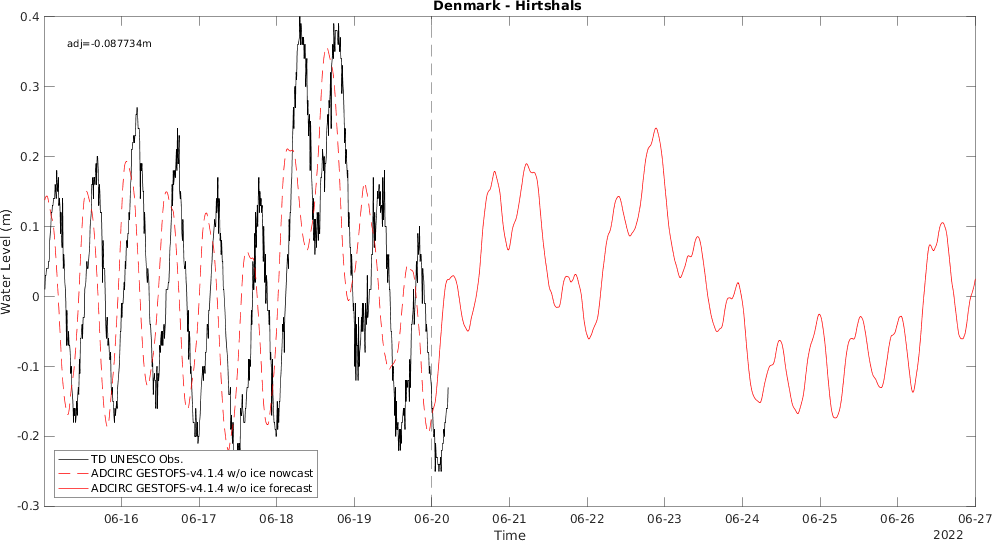 Denmark - Hirtshals
adj=-0.087734m
Water Level (m)
0.4
0.3
0.2
0.1
0
-0.1
-0.2
-0.3
TD UNESCO Obs.
ADCIRC GESTOFS-v4.1.4 w/o ice nowcast
ADCIRC GESTOFS-v4.1.4 w/o ice forecast
06-16 06-17 06-18 06-19 06-20 06-21 06-22 06-23 06-24 06-25 06-26 06-27
Time
2022